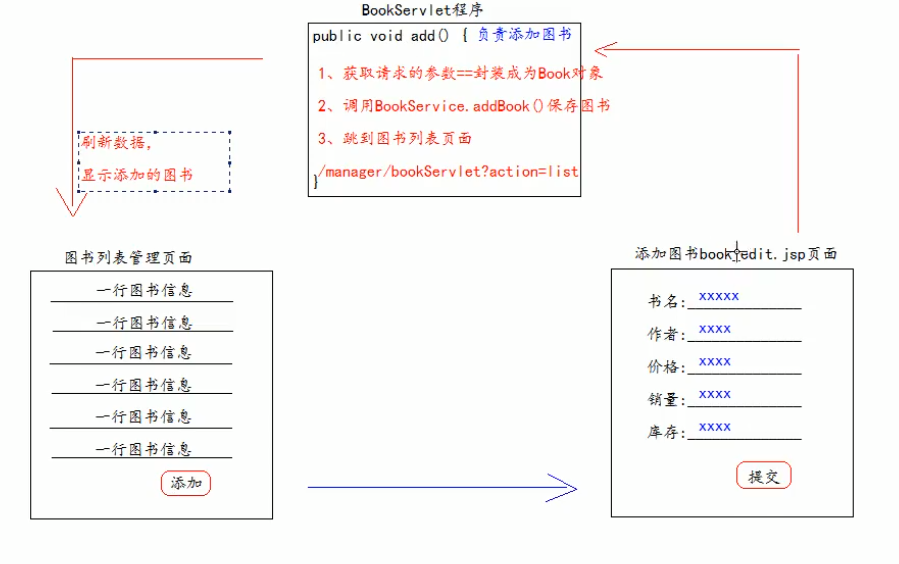 BookServlet程序
public void add() { 负责添加图书
1、获取请求的参数==封装成为Book对象
2、调用BookService.addBook()保存图书
3、跳到图书列表页面
/manager/bookServlet?action=list
}
刷新数据,
显示添加的图书
图书列表管理页面
一行图书信息
一行图书信息
一行图书信息
一行图书信息
一行图书信息
一行图书信息
添加
添加图书book_edit.jsp页面
书名: xxxxx
作者: xxxx
价格: xxxx
销量: xxxx
库存: xxxx
提交